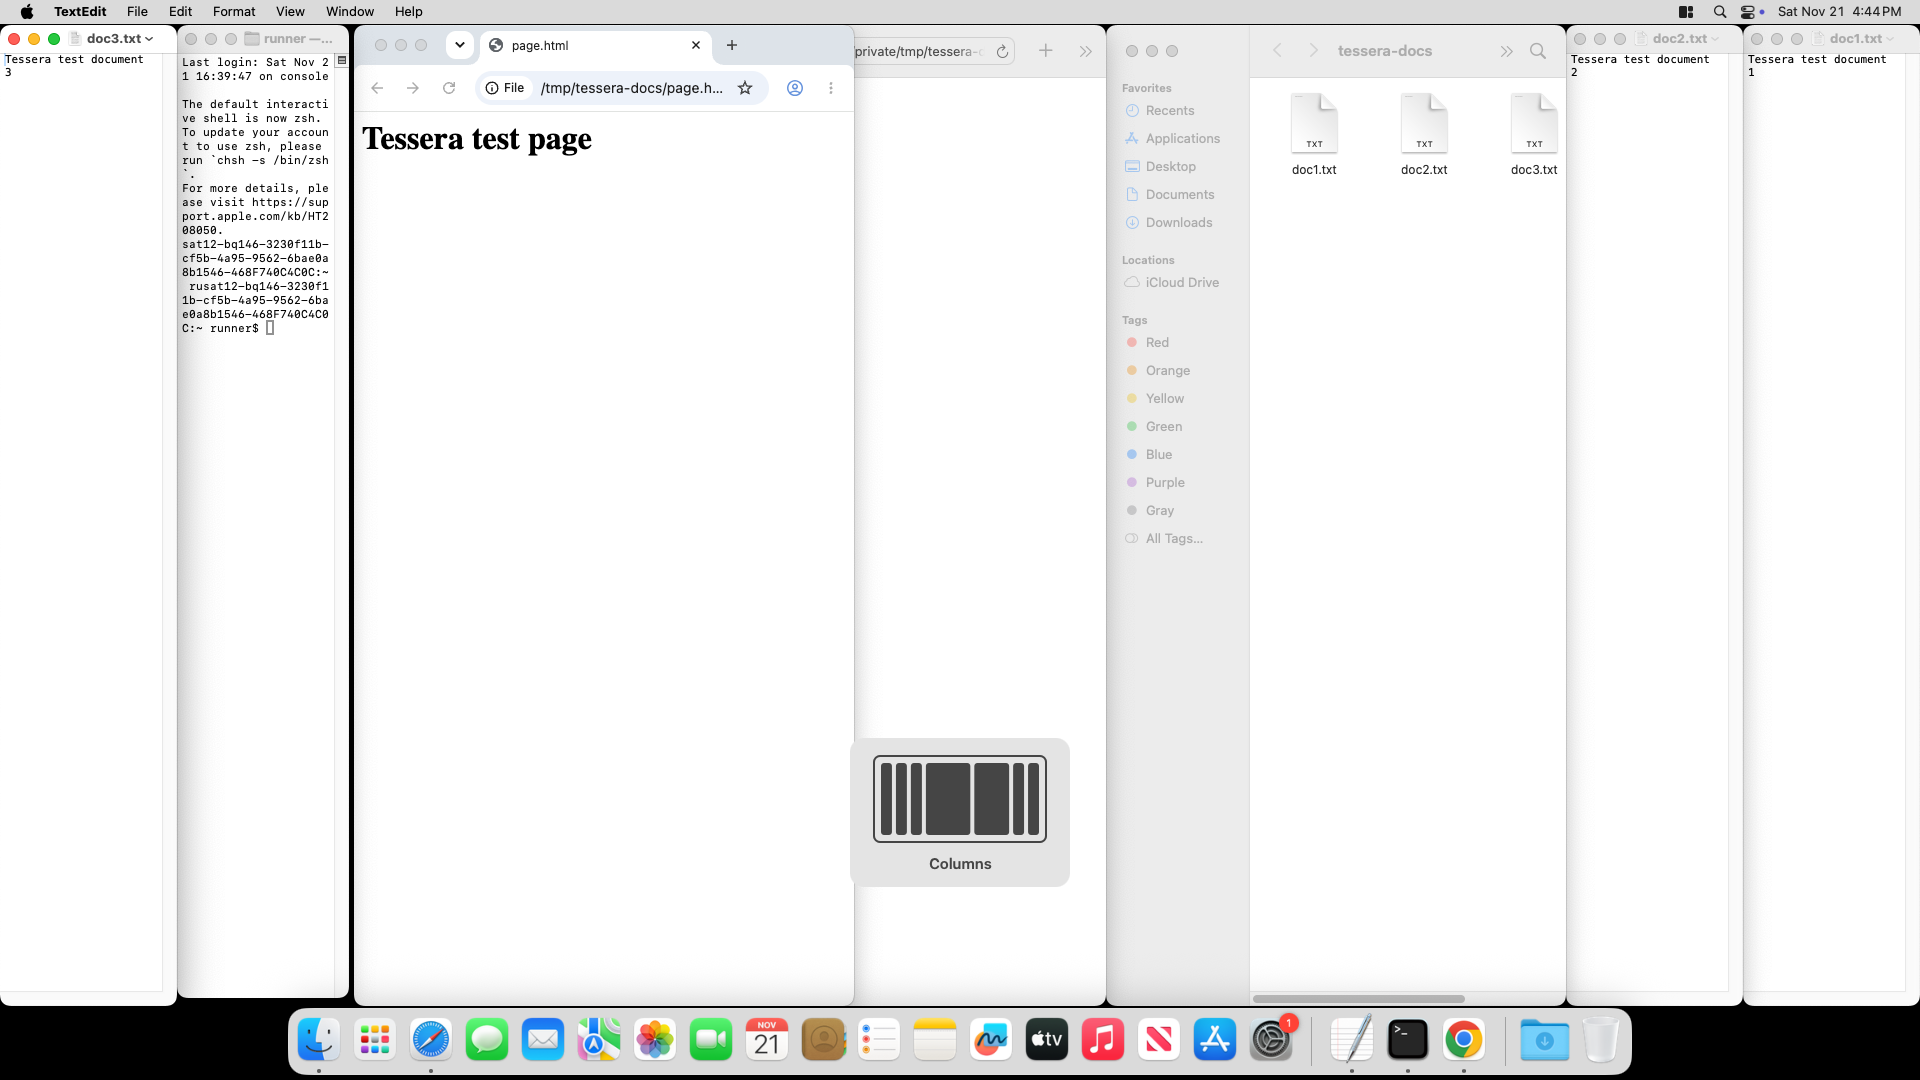 TextEdit File Edit Format View Window Help
Sat Nov 21 4:44 PM
doc3.txt
Tessera test document
3
runner —...
Last login: Sat Nov 2
1 16:39:47 on console
The default interacti
ve shell is now zsh.
To update your accoun
t to use zsh, please
run `chsh -s /bin/zsh
`.
For more details, ple
ase visit https://sup
port.apple.com/kb/HT2
08050.
sat12-bq146-3230f11b-
cf5b-4a95-9562-6bae0a
8b1546-468F740C4C0C:~
rusat12-bq146-3230f1
1b-cf5b-4a95-9562-6ba
e0a8b1546-468F740C4C0
C:~ runner$
page.html
File /tmp/tessera-docs/page.h...
Tessera test page
private/tmp/tessera-
Columns
Favorites
Recents
Applications
Desktop
Documents
Downloads
Locations
iCloud Drive
Tags
Red
Orange
Yellow
Green
Blue
Purple
Gray
All Tags...
tessera-docs
TXT TXT TXT
doc1.txt doc2.txt doc3.txt
doc2.txt
Tessera test document
2
doc1.txt
Tessera test document
1
NOV
21
tv
1
>_